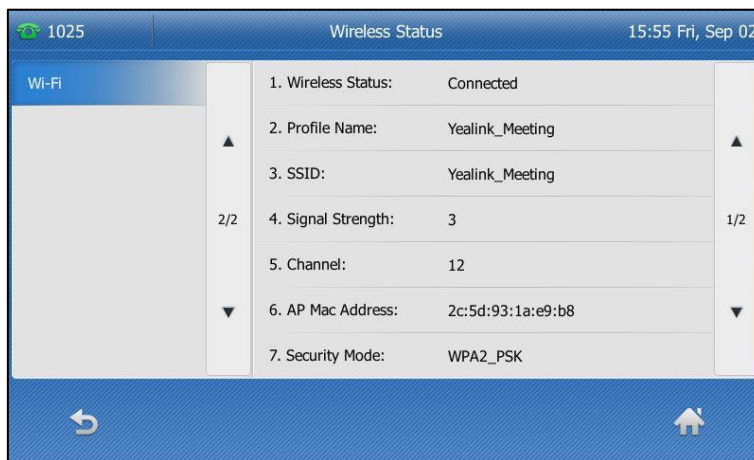 1025 Wireless Status 15:55 Fri, Sep 02
Wi-Fi
2/2
1. Wireless Status: Connected
2. Profile Name: Yealink_Meeting
3. SSID: Yealink_Meeting
4. Signal Strength: 3
5. Channel: 12
6. AP Mac Address: 2c:5d:93:1a:e9:b8
7. Security Mode: WPA2_PSK
1/2